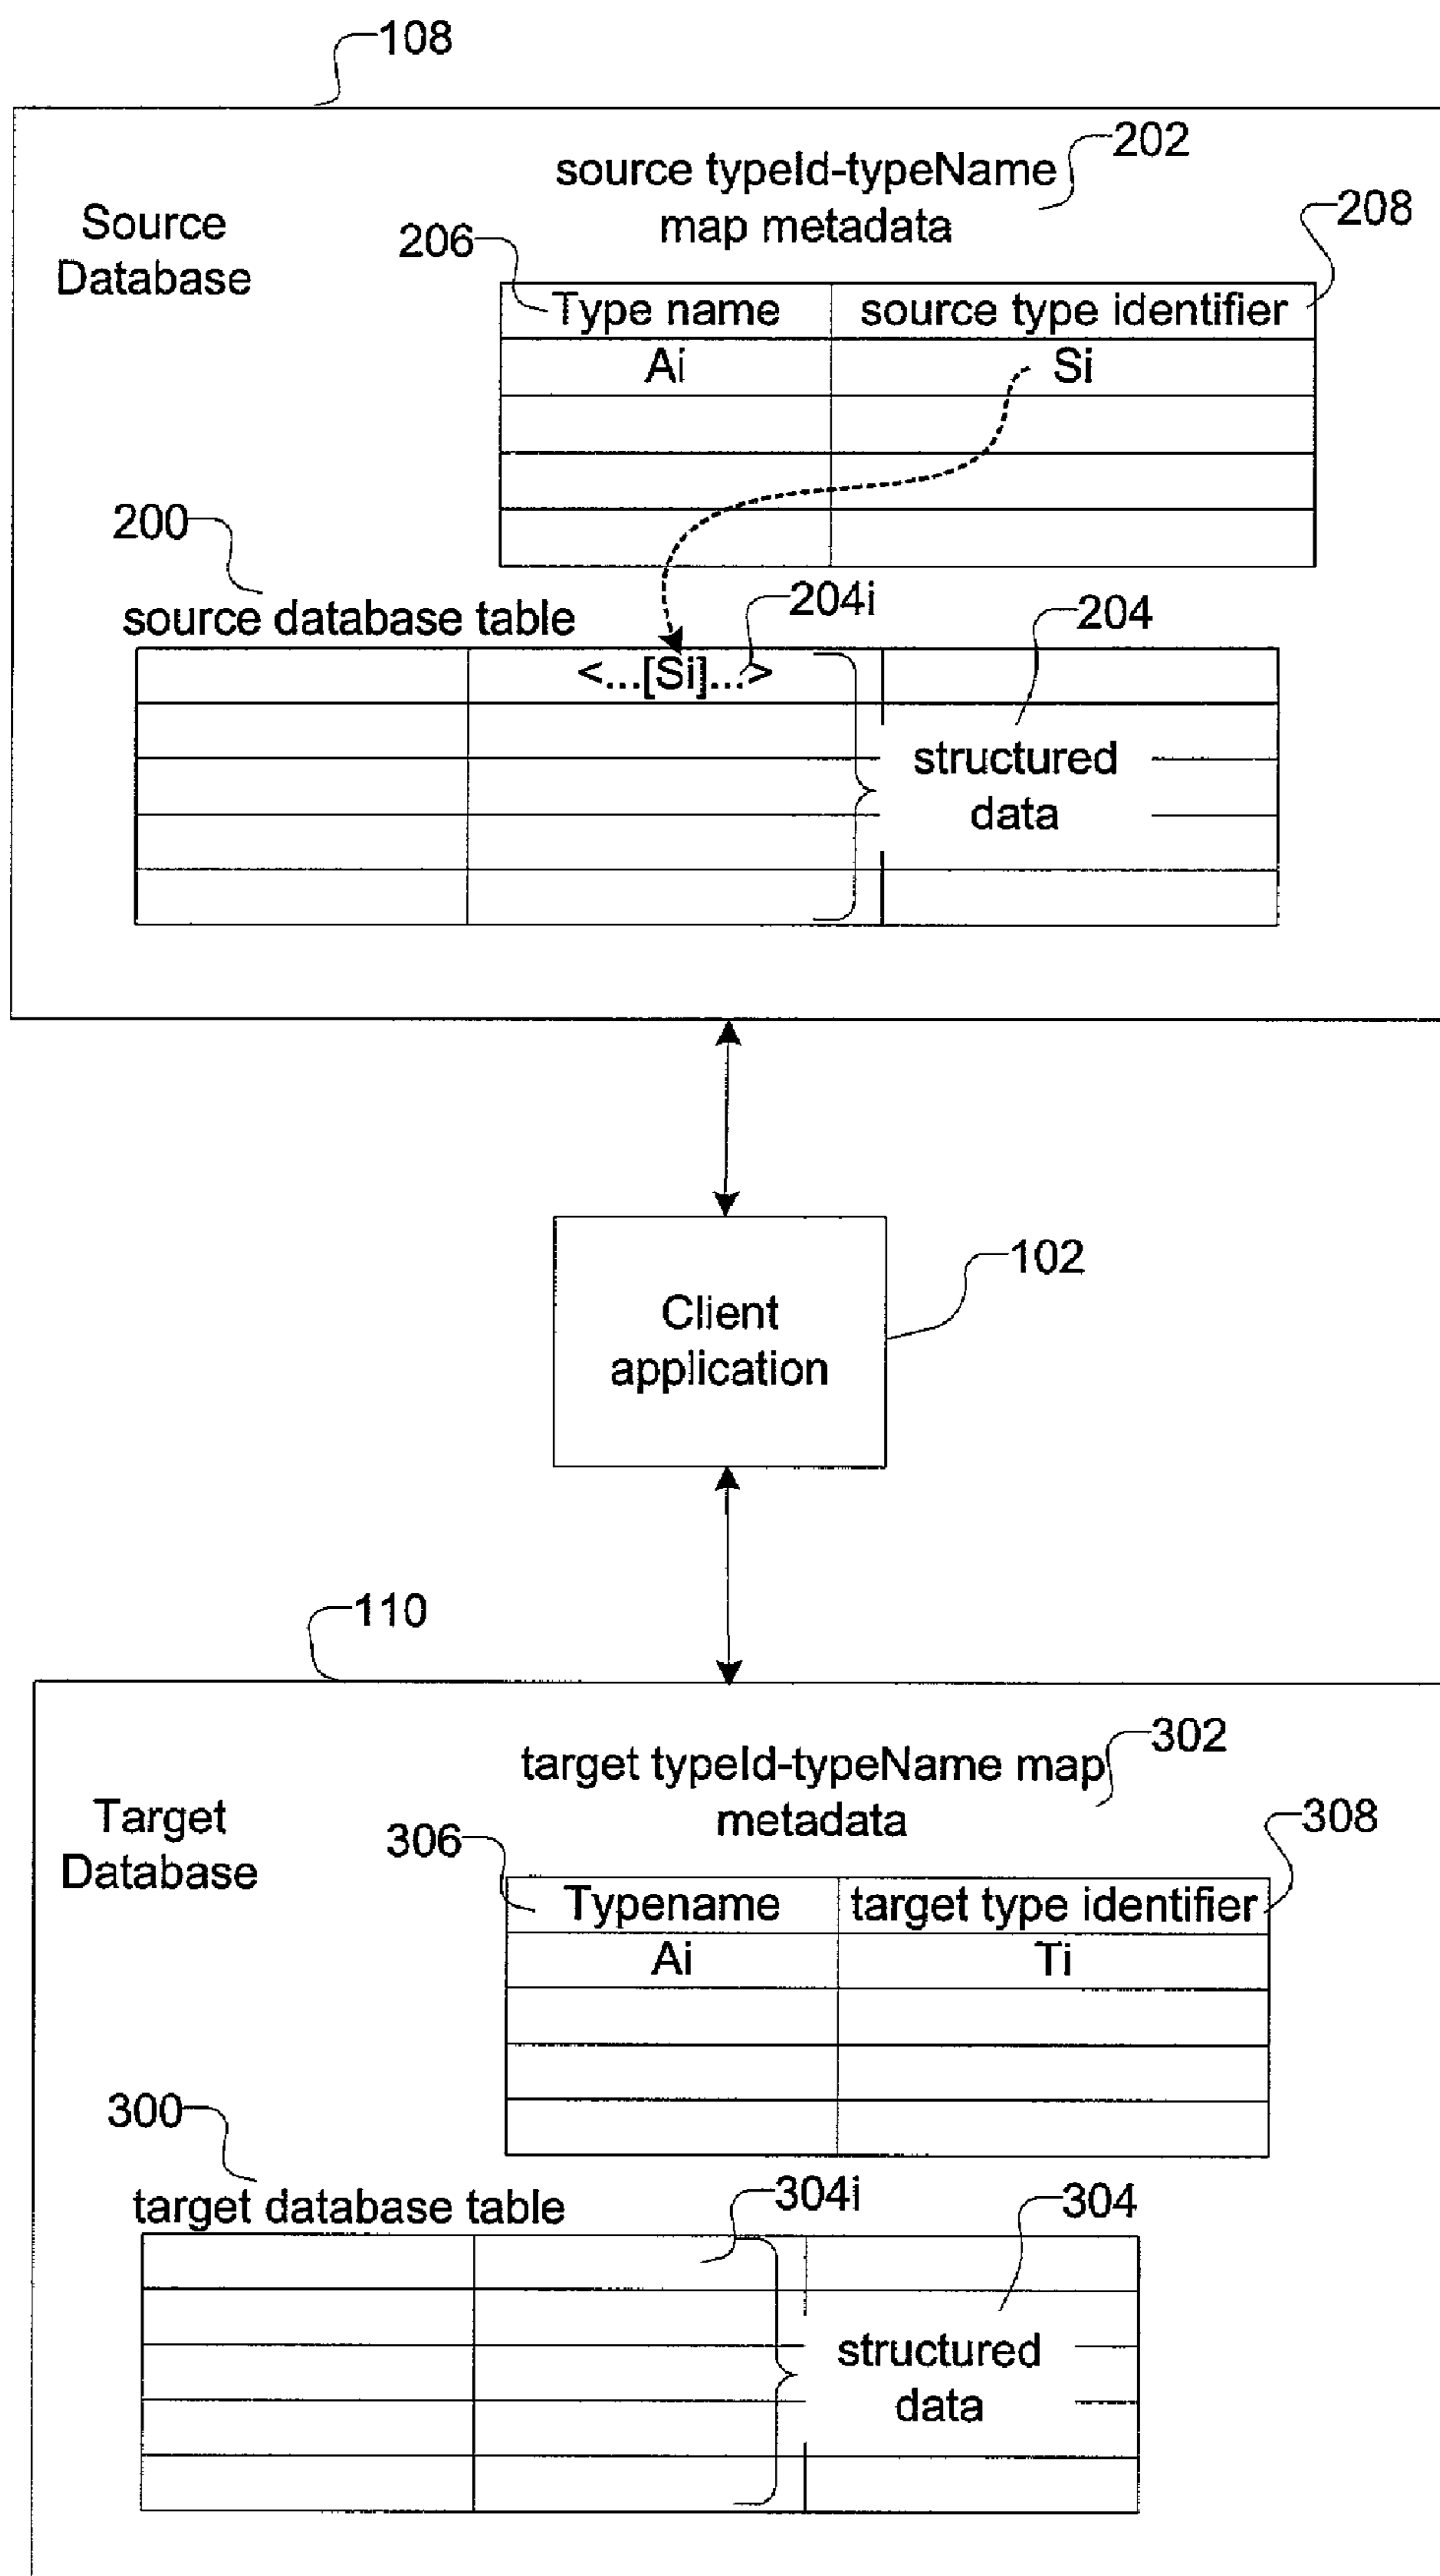 108
202
source typeId-typeName
map metadata
208
Source
Database
206
Type name
source type identifier
Ai
Si
200
204i
204
source database table
<...[Si]...>
structured
data
102
Client
application
110
302
target typeId-typeName map
metadata
308
Target
Database
306
Typename
target type identifier
Ai
Ti
300
304i
304
target database table
structured
data